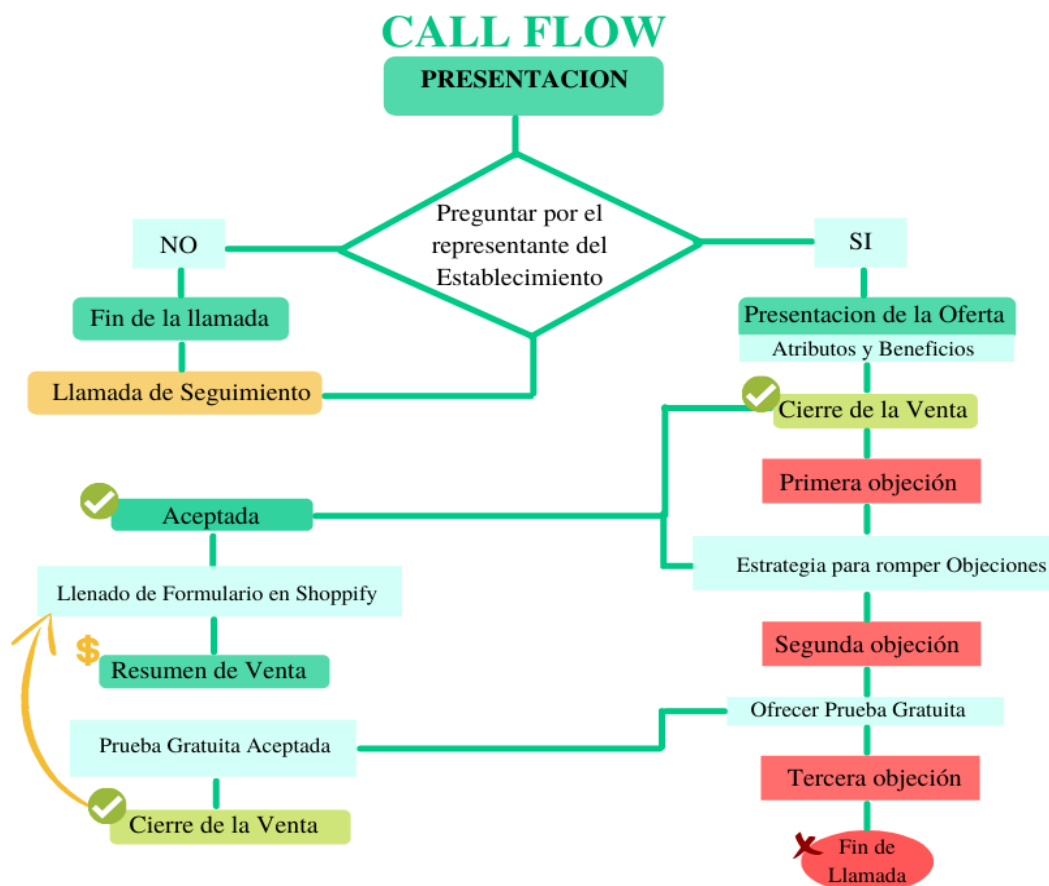 CALL FLOW
PRESENTACION
Preguntar por el
representante del
Establecimiento
NO
SI
Fin de la llamada
Llamada de Seguimiento
Presentacion de la Oferta
Atributos y Beneficios
Cierre de la Venta
Primera objeción
Aceptada
Estrategia para romper Objeciones
Llenado de Formulario en Shoppify
$
Resumen de Venta
Segunda objeción
Ofrecer Prueba Gratuita
Prueba Gratuita Aceptada
Tercera objeción
Cierre de la Venta
Fin de
Llamada